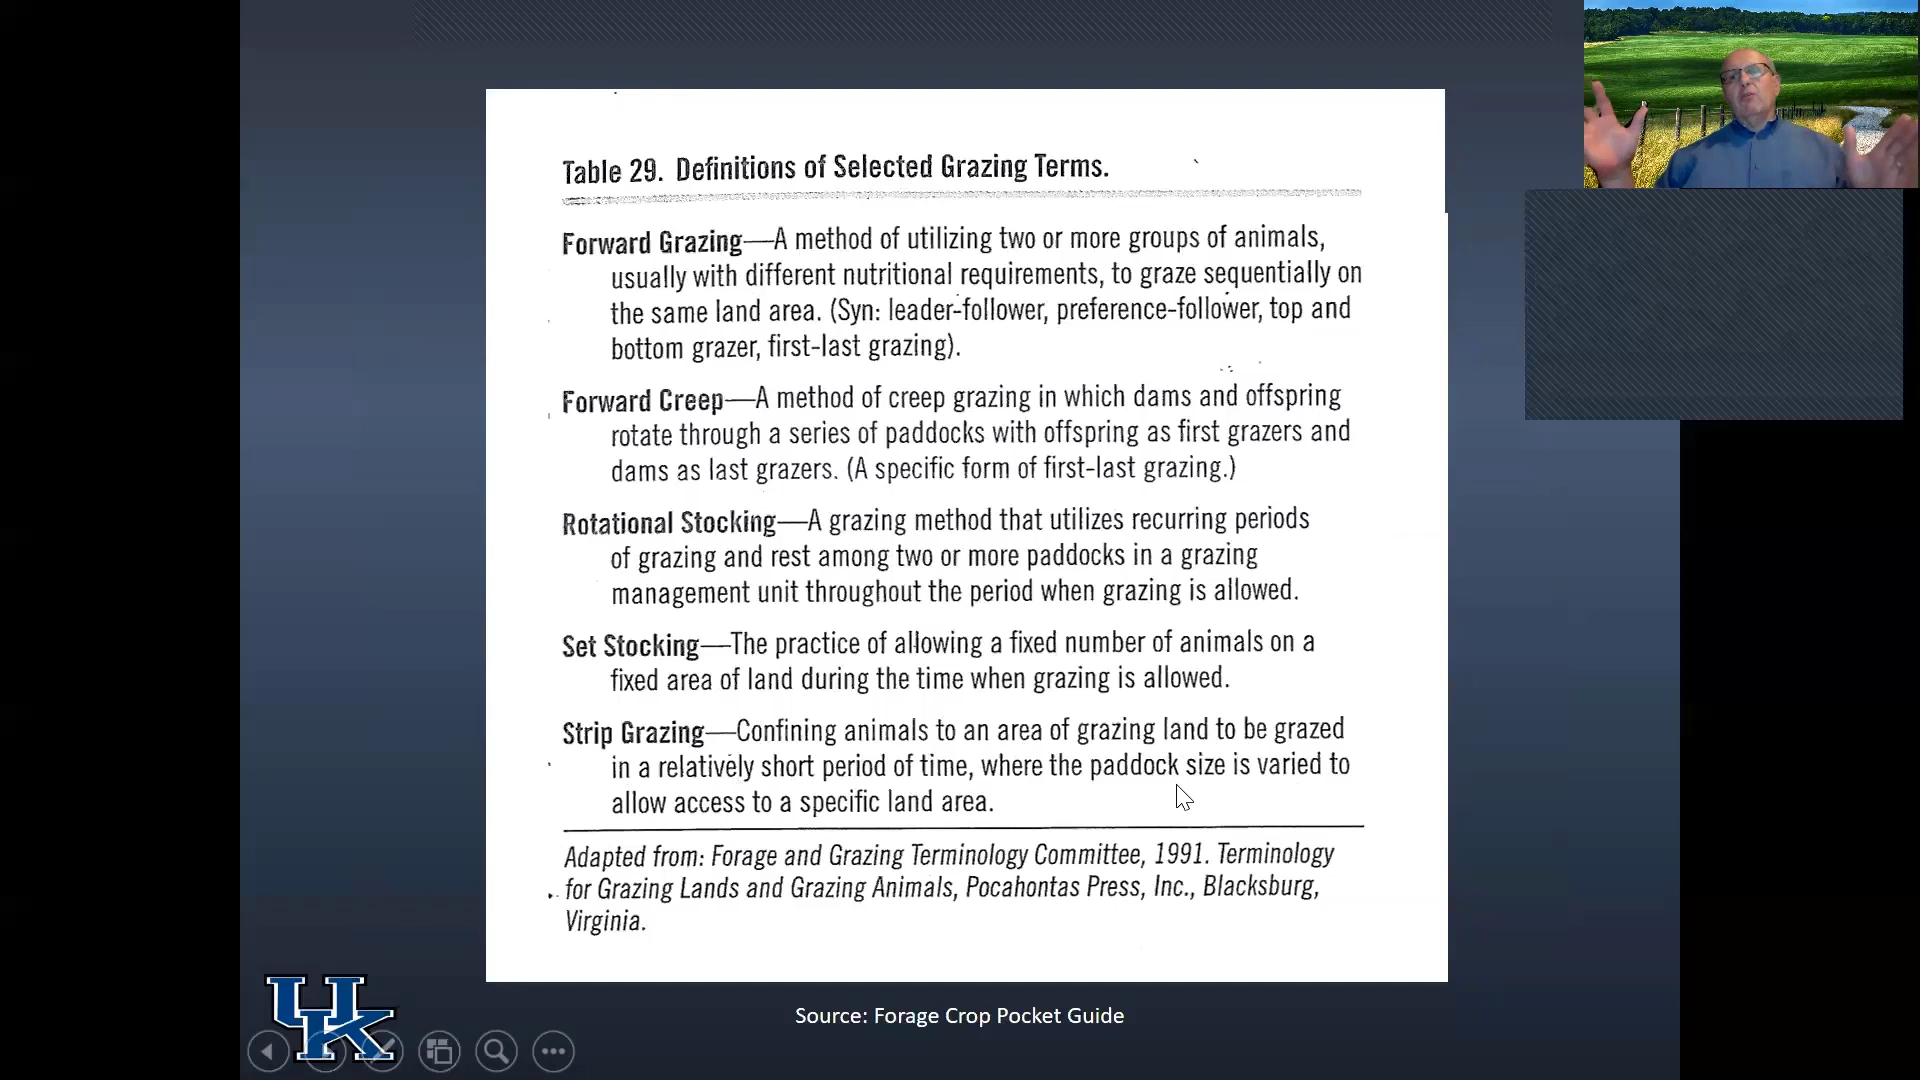 Table 29. Definitions of Selected Grazing Terms.
Forward Grazing—A method of utilizing two or more groups of animals,
usually with different nutritional requirements, to graze sequentially on
the same land area. (Syn: leader-follower, preference-follower, top and
bottom grazer, first-last grazing).
Forward Creep—A method of creep grazing in which dams and offspring
rotate through a series of paddocks with offspring as first grazers and
dams as last grazers. (A specific form of first-last grazing.)
Rotational Stocking—A grazing method that utilizes recurring periods
of grazing and rest among two or more paddocks in a grazing
management unit throughout the period when grazing is allowed.
Set Stocking—The practice of allowing a fixed number of animals on a
fixed area of land during the time when grazing is allowed.
Strip Grazing—Confining animals to an area of grazing land to be grazed
in a relatively short period of time, where the paddock size is varied to
allow access to a specific land area.
Adapted from: Forage and Grazing Terminology Committee, 1991. Terminology
for Grazing Lands and Grazing Animals, Pocahontas Press, Inc., Blacksburg,
Virginia.
UK
Source: Forage Crop Pocket Guide